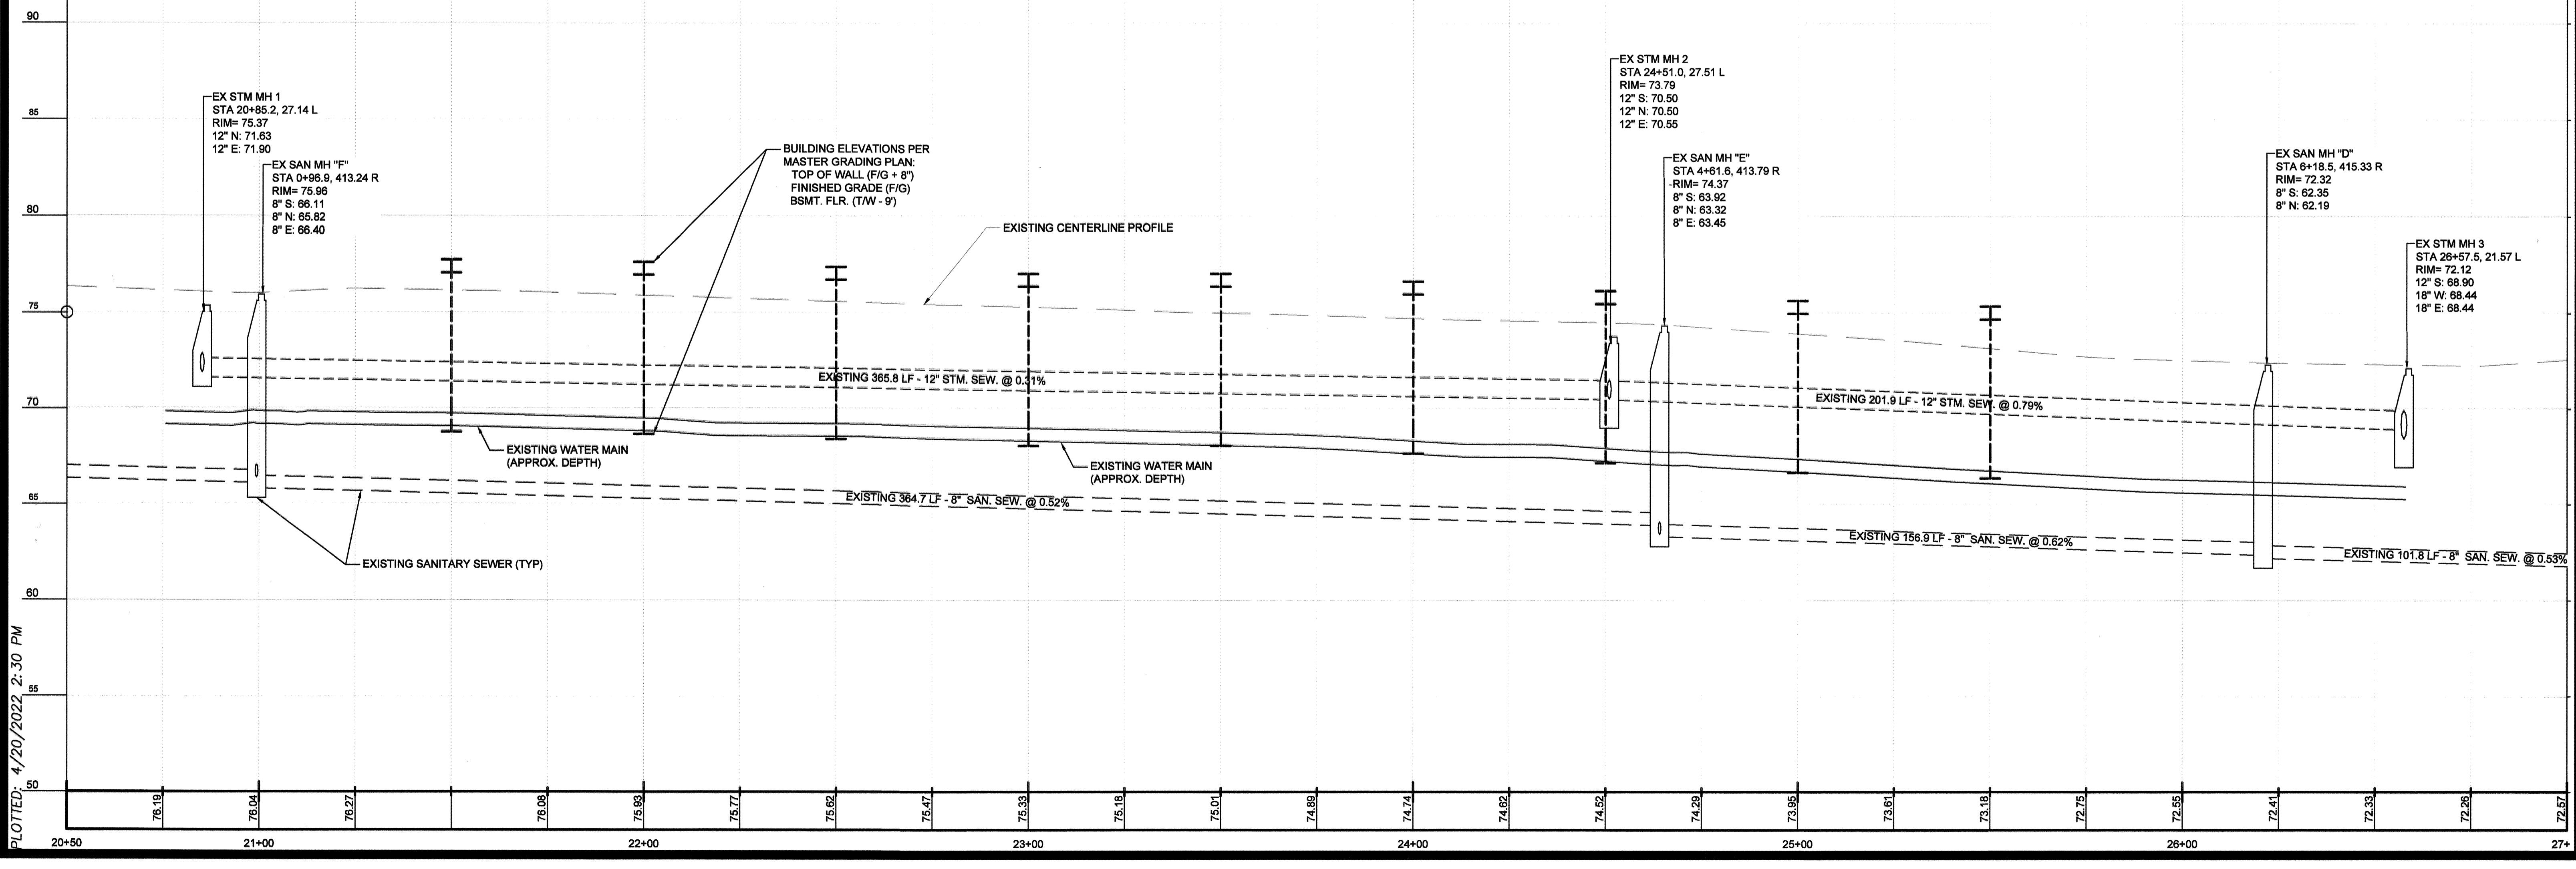 90
85
80
75
70
65
60
55
50
EX STM MH 1
STA 20+85.2, 27.14 L
RIM= 75.37
12" N: 71.63
12" E: 71.90
EX SAN MH "F"
STA 0+96.9, 413.24 R
RIM= 75.96
8" S: 66.11
8" N: 65.82
8" E: 66.40
BUILDING ELEVATIONS PER
MASTER GRADING PLAN:
TOP OF WALL (F/G + 8")
FINISHED GRADE (F/G)
BSMT. FLR. (T/W - 9')
EXISTING CENTERLINE PROFILE
EX STM MH 2
STA 24+51.0, 27.51 L
RIM= 73.79
12" S: 70.50
12" N: 70.50
12" E: 70.55
EX SAN MH "E"
STA 4+61.6, 413.79 R
RIM= 74.37
8" S: 63.92
8" N: 63.32
8" E: 63.45
EX SAN MH "D"
STA 6+18.5, 415.33 R
RIM= 72.32
8" S: 62.35
8" N: 62.19
EX STM MH 3
STA 26+57.5, 21.57 L
RIM= 72.12
12" S: 68.90
18" W: 68.44
18" E: 68.44
EXISTING 365.8 LF - 12" STM. SEW. @ 0.31%
EXISTING 201.9 LF - 12" STM. SEW. @ 0.79%
EXISTING WATER MAIN
(APPROX. DEPTH)
EXISTING WATER MAIN
(APPROX. DEPTH)
EXISTING 364.7 LF - 8" SAN. SEW. @ 0.52%
EXISTING 156.9 LF - 8" SAN. SEW. @ 0.62%
EXISTING 101.8 LF - 8" SAN. SEW. @ 0.53%
EXISTING SANITARY SEWER (TYP)
76.19
76.04
76.27
76.08
75.93
75.77
75.62
75.47
75.33
75.18
75.01
74.89
74.74
74.62
74.52
74.29
73.95
73.61
73.18
72.75
72.55
72.41
72.33
72.26
72.57
20+50
21+00
22+00
23+00
24+00
25+00
26+00
27+
PLOTTED: 4/20/2022 2:30 PM